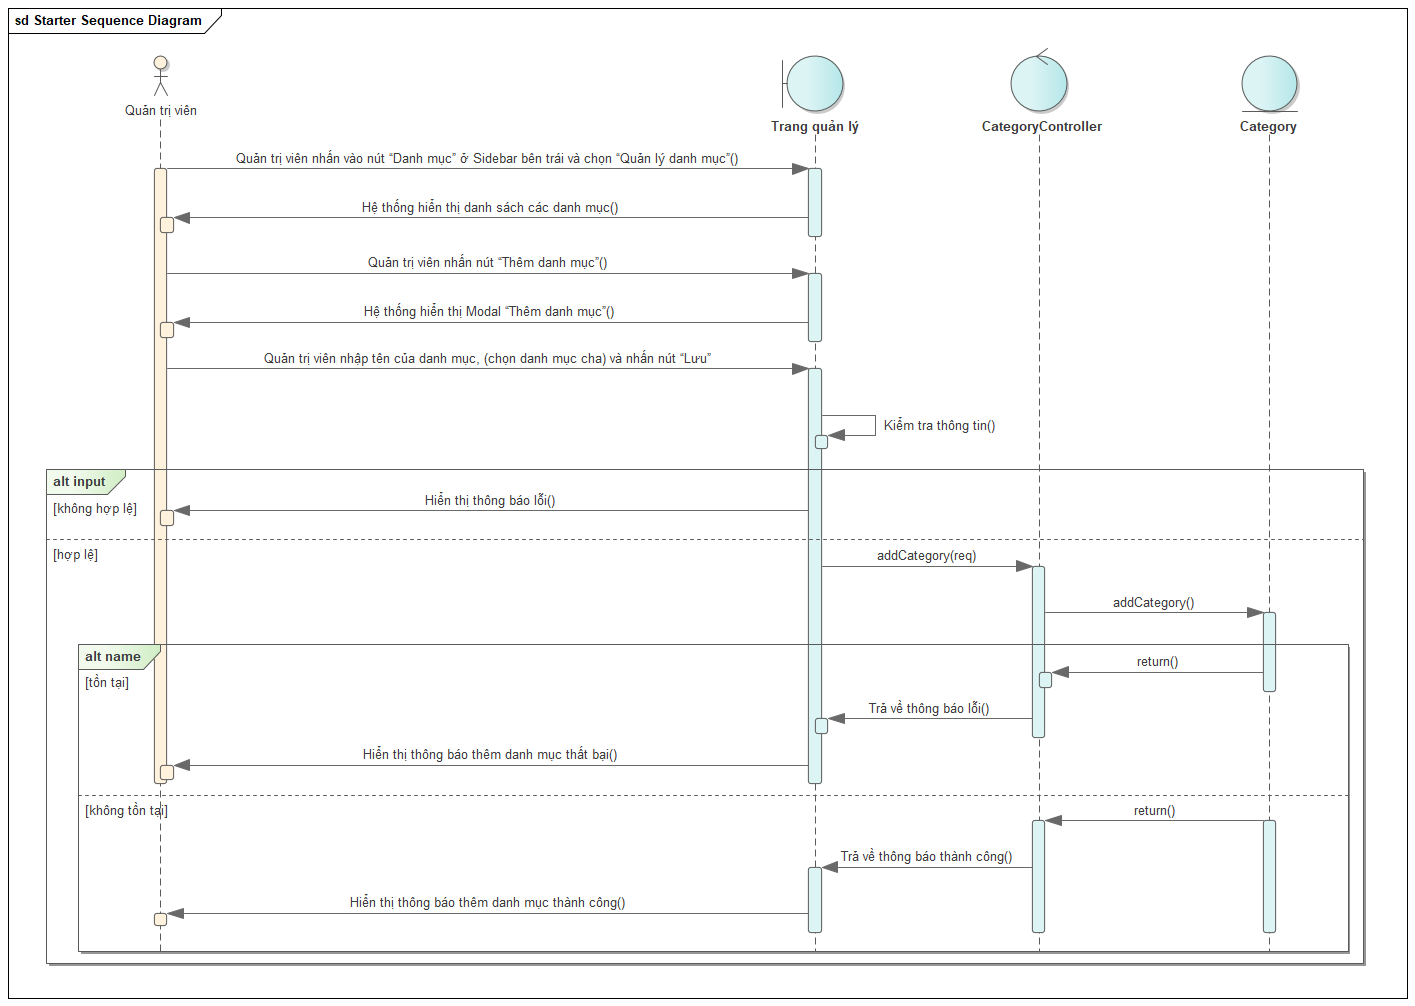 sd Starter Sequence Diagram
Quản trị viên
Trang quản lý
CategoryController
Category
Quản trị viên nhấn vào nút “Danh mục” ở Sidebar bên trái và chọn “Quản lý danh mục”()
Hệ thống hiển thị danh sách các danh mục()
Quản trị viên nhấn nút “Thêm danh mục”()
Hệ thống hiển thị Modal “Thêm danh mục”()
Quản trị viên nhập tên của danh mục, (chọn danh mục cha) và nhấn nút “Lưu”
Kiểm tra thông tin()
alt input
[không hợp lệ]
Hiển thị thông báo lỗi()
[hợp lệ]
addCategory(req)
addCategory()
alt name
[tồn tại]
return()
Trả về thông báo lỗi()
Hiển thị thông báo thêm danh mục thất bại()
[không tồn tại]
return()
Trả về thông báo thành công()
Hiển thị thông báo thêm danh mục thành công()